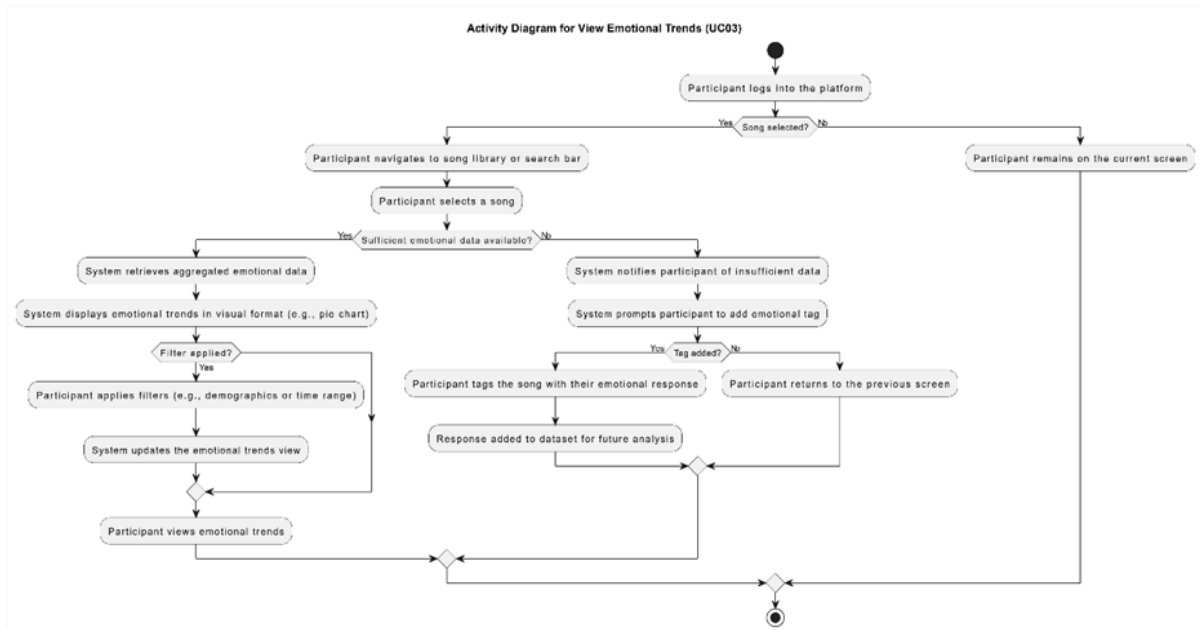 Activity Diagram for View Emotional Trends (UC03)
Participant logs into the platform
Yes
Song selected?
No
Participant navigates to song library or search bar
Participant remains on the current screen
Participant selects a song
Yes
Sufficient emotional data available?
No
System retrieves aggregated emotional data
System notifies participant of insufficient data
System displays emotional trends in visual format (e.g., pie chart)
System prompts participant to add emotional tag
Filter applied?
Yes
Yes
Tag added?
No
Participant applies filters (e.g., demographics or time range)
Participant tags the song with their emotional response
Participant returns to the previous screen
System updates the emotional trends view
Response added to dataset for future analysis
Participant views emotional trends